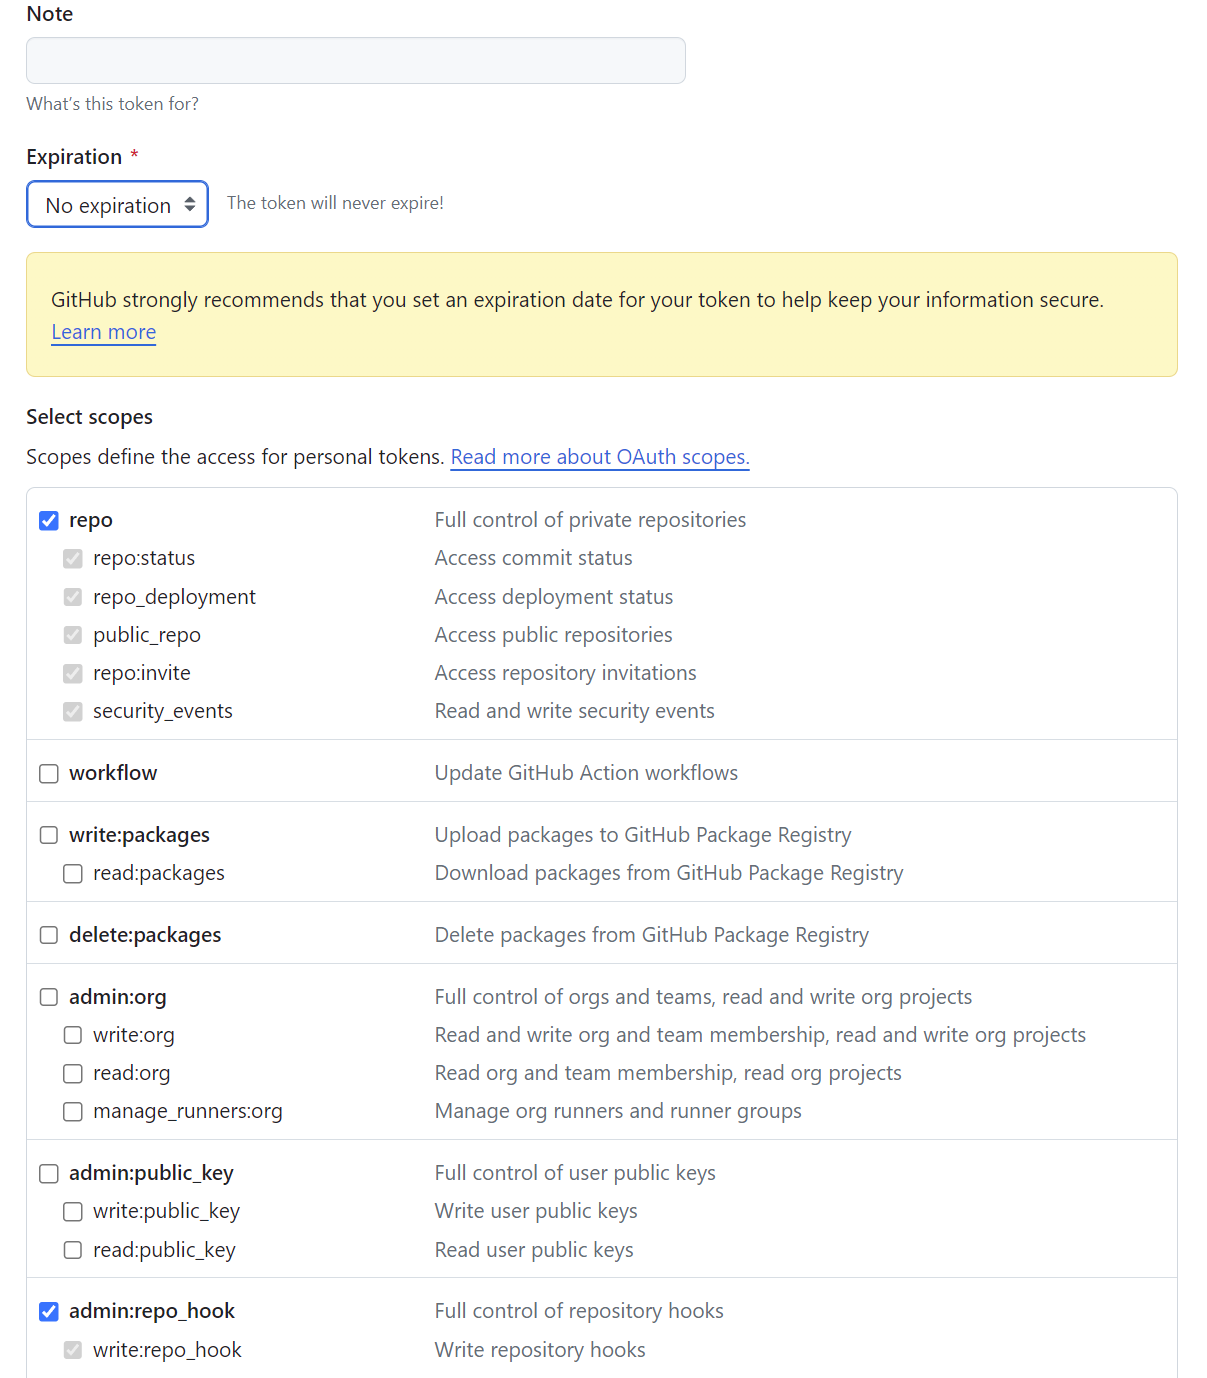 Note
What's this token for?
Expiration *
No expiration The token will never expire!
GitHub strongly recommends that you set an expiration date for your token to help keep your information secure.
Learn more
Select scopes
Scopes define the access for personal tokens. Read more about OAuth scopes.
repo Full control of private repositories
repo:status Access commit status
repo_deployment Access deployment status
public_repo Access public repositories
repo:invite Access repository invitations
security_events Read and write security events
workflow Update GitHub Action workflows
write:packages Upload packages to GitHub Package Registry
read:packages Download packages from GitHub Package Registry
delete:packages Delete packages from GitHub Package Registry
admin:org Full control of orgs and teams, read and write org projects
write:org Read and write org and team membership, read and write org projects
read:org Read org and team membership, read org projects
manage_runners:org Manage org runners and runner groups
admin:public_key Full control of user public keys
write:public_key Write user public keys
read:public_key Read user public keys
admin:repo_hook Full control of repository hooks
write:repo_hook Write repository hooks